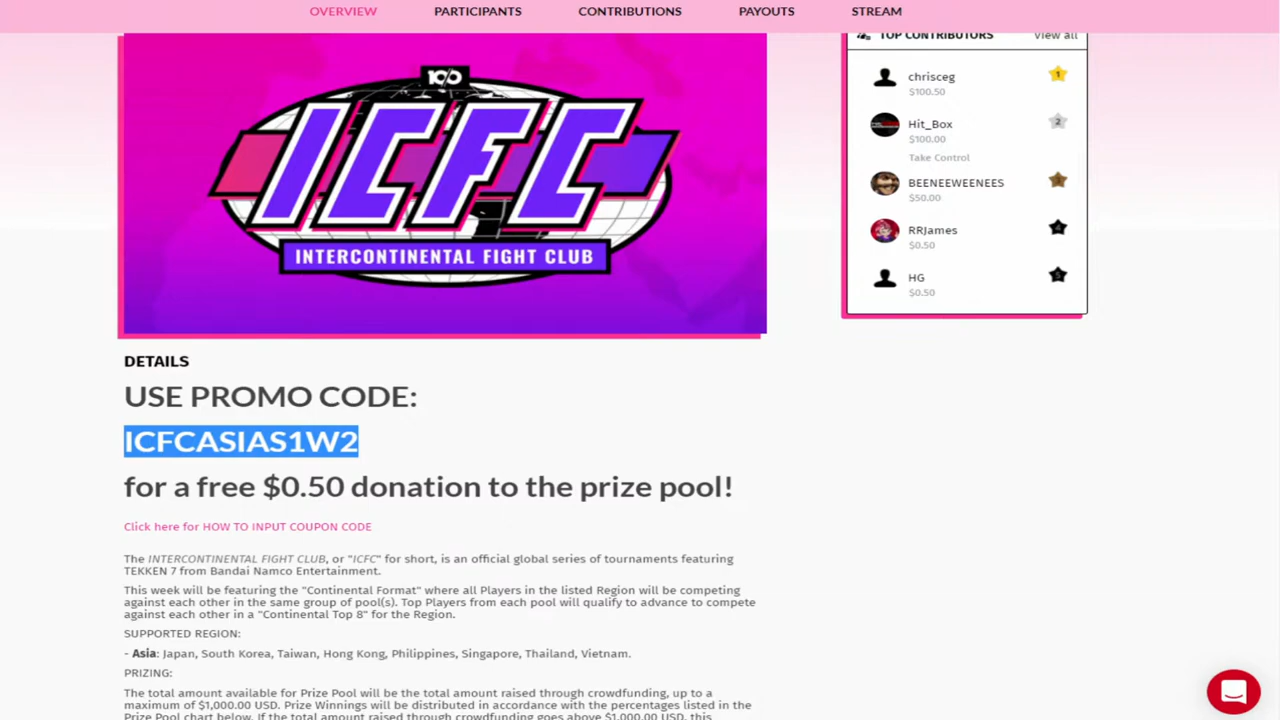 OVERVIEW PARTICIPANTS CONTRIBUTIONS PAYOUTS STREAM
TOP CONTRIBUTORS View all
chrisceg 1
$100.50
Hit_Box 2
$100.00
Take Control
BEENEEWEENEES
$50.00
RRJames
$0.50
HG
$0.50
ICFC
INTERCONTINENTAL FIGHT CLUB
DETAILS
USE PROMO CODE:
ICFCASIAS1W2
for a free $0.50 donation to the prize pool!
Click here for HOW TO INPUT COUPON CODE
The INTERCONTINENTAL FIGHT CLUB, or "ICFC" for short, is an official global series of tournaments featuring
TEKKEN 7 from Bandai Namco Entertainment.
This week will be featuring the "Continental Format" where all Players in the listed Region will be competing
against each other in the same group of pool(s). Top Players from each pool will qualify to advance to compete
against each other in a "Continental Top 8" for the Region.
SUPPORTED REGION:
- Asia: Japan, South Korea, Taiwan, Hong Kong, Philippines, Singapore, Thailand, Vietnam.
PRIZING:
The total amount available for Prize Pool will be the total amount raised through crowdfunding, up to a
maximum of $1,000.00 USD. Prize Winnings will be distributed in accordance with the percentages listed in the
Prize Pool chart below. If the total amount raised through crowdfunding goes above $1,000.00 USD, this